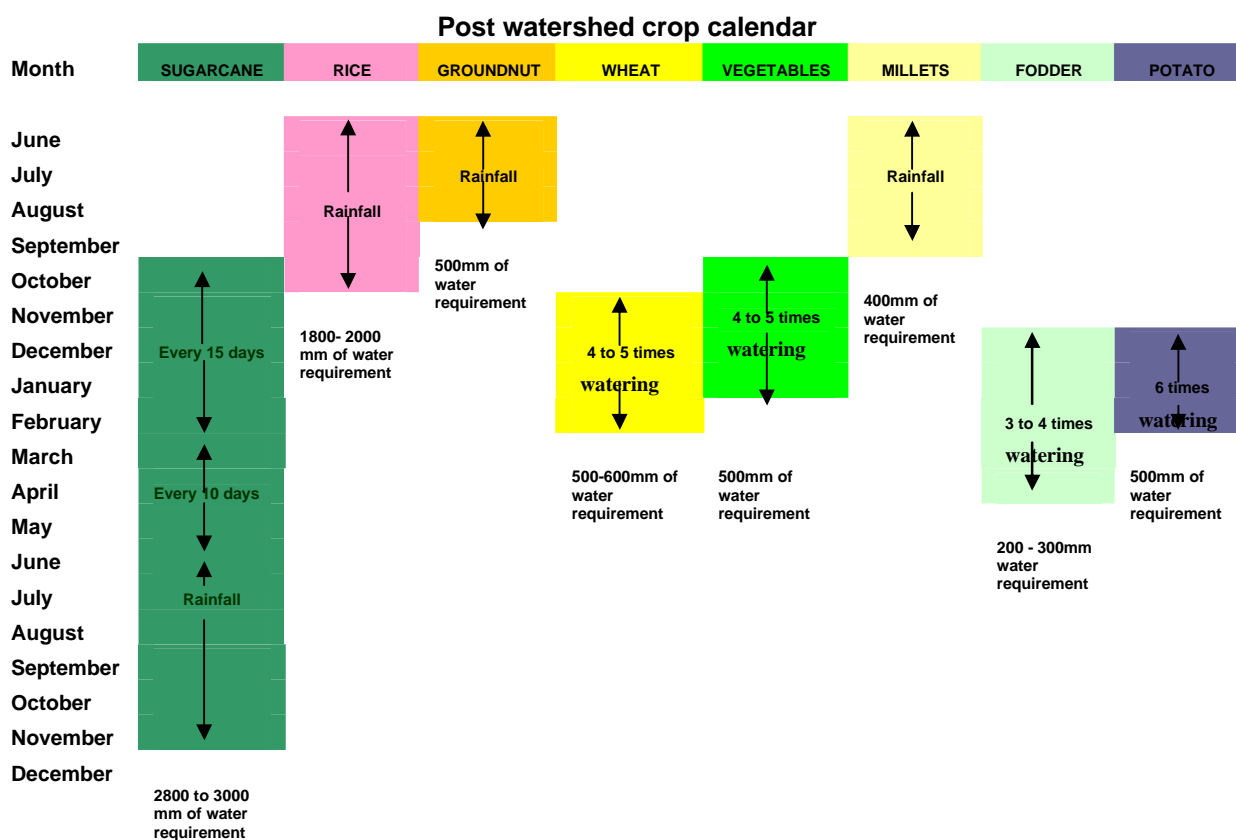 Post watershed crop calendar
Month SUGARCANE RICE GROUNDNUT WHEAT VEGETABLES MILLETS FODDER POTATO
June
July
August
September
October
November
December
January
February
March
April
May
June
July
August
September
October
November
December
Every 15 days
Every 10 days
Rainfall
2800 to 3000
mm of water
requirement
Rainfall
1800- 2000
mm of water
requirement
Rainfall
500mm of
water
requirement
4 to 5 times
watering
500-600mm of
water
requirement
4 to 5 times
watering
500mm of
water
requirement
Rainfall
400mm of
water
requirement
3 to 4 times
watering
200 - 300mm
water
requirement
6 times
watering
500mm of
water
requirement